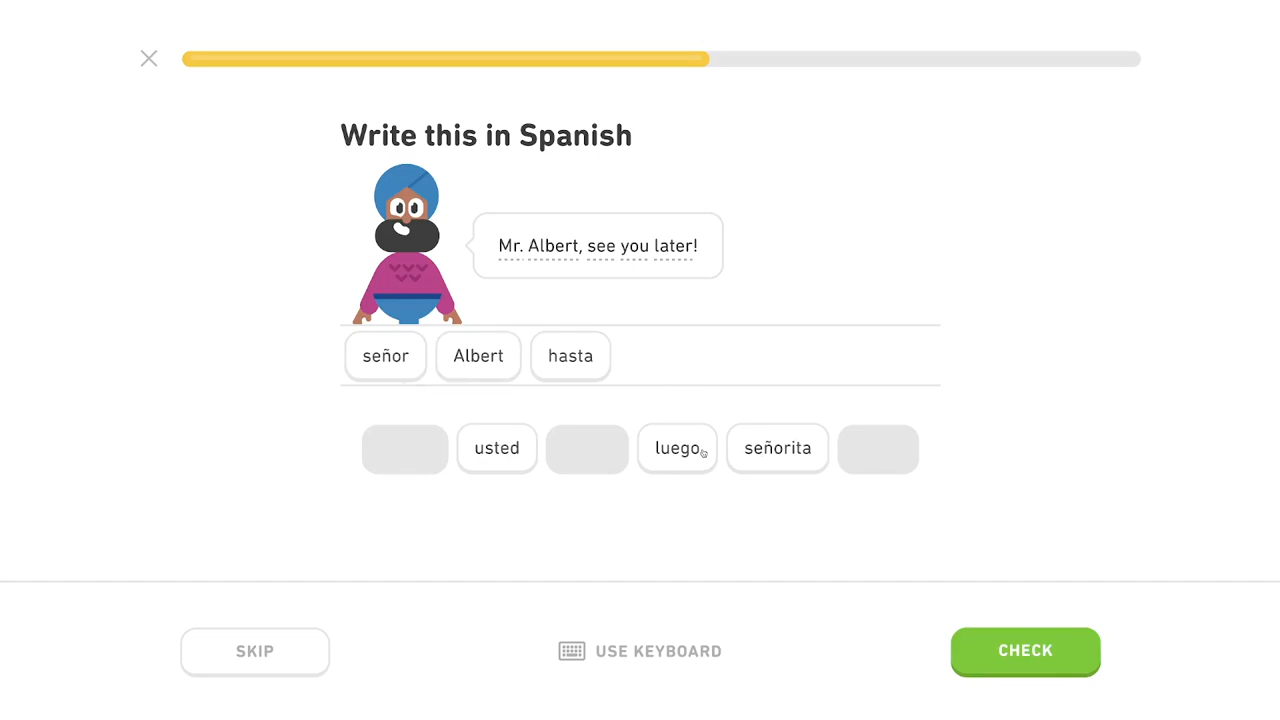 Write this in Spanish
Mr. Albert, see you later!
señor Albert hasta
usted luego señorita
SKIP USE KEYBOARD CHECK